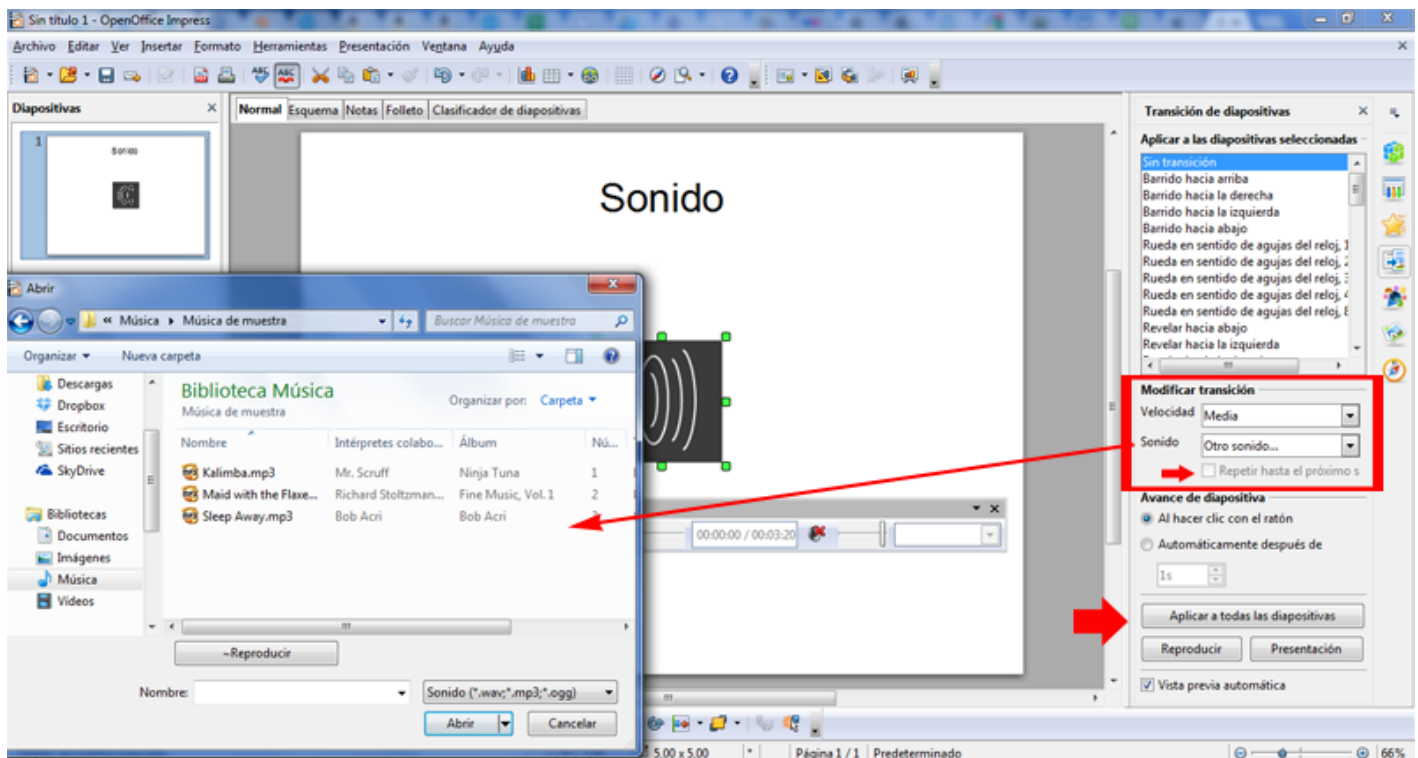 Sin título 1 - OpenOffice Impress
Archivo Editar Ver Insertar Formato Herramientas Presentación Ventana Ayuda
Diapositivas
Normal Esquema Notas Folleto Clasificador de diapositivas
1
Sonido
Sonido
Transición de diapositivas
Aplicar a las diapositivas seleccionadas
Sin transición
Barrido hacia arriba
Barrido hacia la derecha
Barrido hacia la izquierda
Barrido hacia abajo
Rueda en sentido de agujas del reloj, 1
Rueda en sentido de agujas del reloj, 2
Rueda en sentido de agujas del reloj, 3
Rueda en sentido de agujas del reloj, 4
Rueda en sentido de agujas del reloj, 8
Revelar hacia abajo
Revelar hacia la izquierda
Modificar transición
Velocidad Media
Sonido Otro sonido...
Repetir hasta el próximo s
Avance de diapositiva
Al hacer clic con el ratón
Automáticamente después de
1s
Aplicar a todas las diapositivas
Reproducir Presentación
Vista previa automática
Abrir
« Música Música de muestra Buscar Música de muestra
Organizar Nueva carpeta
Descargas
Dropbox
Escritorio
Sitios recientes
SkyDrive
Bibliotecas
Documentos
Imágenes
Música
Vídeos
Biblioteca Música
Música de muestra
Organizar por: Carpeta
Nombre Intérpretes colabo... Álbum Nú...
Kalimba.mp3 Mr. Scruff Ninja Tuna 1
Maid with the Flaxe... Richard Stoltzman... Fine Music, Vol. 1 2
Sleep Away.mp3 Bob Acri Bob Acri 3
~Reproducir
Nombre: Sonido (*.wav;*.mp3;*.ogg)
Abrir Cancelar
00:00:00 / 00:03:20
5.00 x 5.00 * Página 1 / 1 Predeterminado 66%